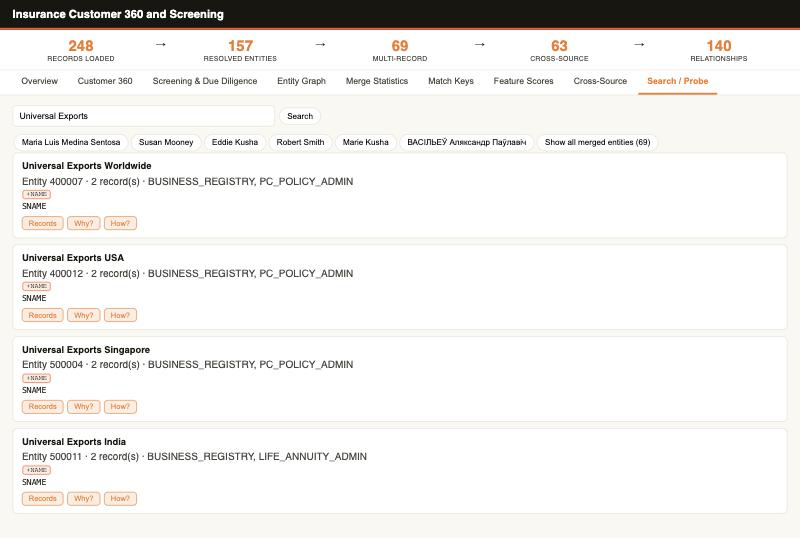 Insurance Customer 360 and Screening
248 → 157 → 69 → 63 → 140
RECORDS LOADED RESOLVED ENTITIES MULTI-RECORD CROSS-SOURCE RELATIONSHIPS
Overview Customer 360 Screening & Due Diligence Entity Graph Merge Statistics Match Keys Feature Scores Cross-Source Search / Probe
Universal Exports Search
Maria Luis Medina Sentosa Susan Mooney Eddie Kusha Robert Smith Marie Kusha ВАСІЛЬЕЎ Аляксандр Паўлавіч Show all merged entities (69)
Universal Exports Worldwide
Entity 400007 · 2 record(s) · BUSINESS_REGISTRY, PC_POLICY_ADMIN
+NAME
SNAME
Records Why? How?
Universal Exports USA
Entity 400012 · 2 record(s) · BUSINESS_REGISTRY, PC_POLICY_ADMIN
+NAME
SNAME
Records Why? How?
Universal Exports Singapore
Entity 500004 · 2 record(s) · BUSINESS_REGISTRY, PC_POLICY_ADMIN
+NAME
SNAME
Records Why? How?
Universal Exports India
Entity 500011 · 2 record(s) · BUSINESS_REGISTRY, LIFE_ANNUITY_ADMIN
+NAME
SNAME
Records Why? How?